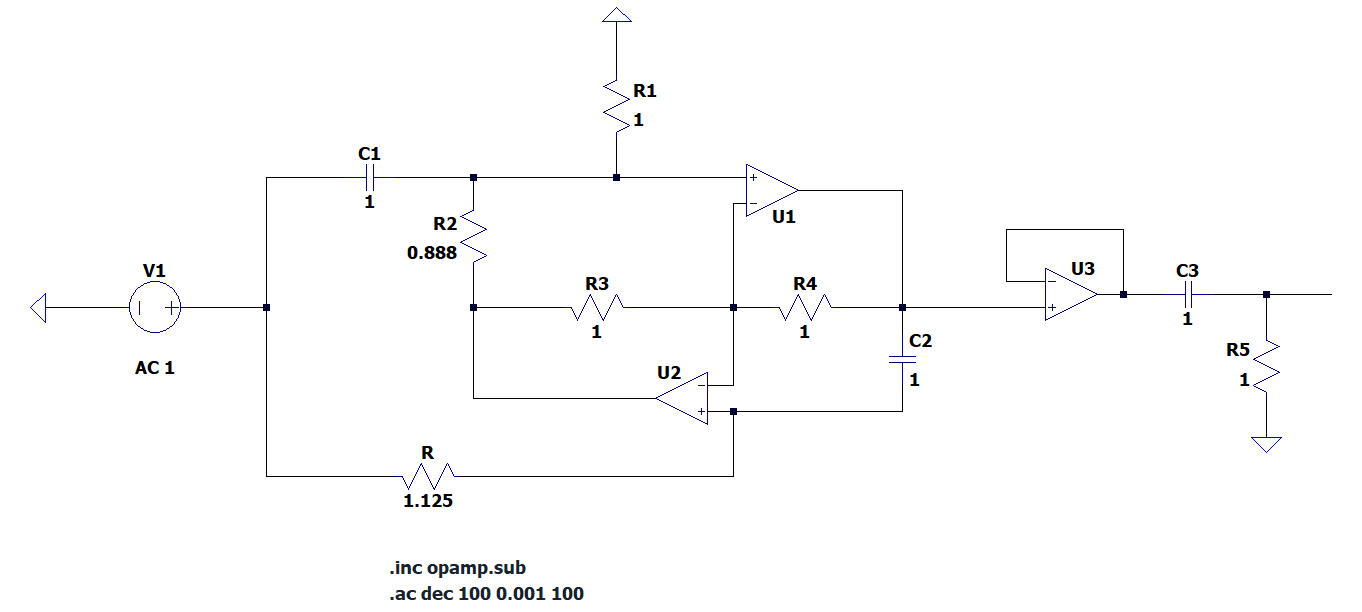 R1
1
C1
1
U1
R2
0.888
V1
AC 1
R3
1
R4
1
U3
C3
1
C2
1
R5
1
U2
R
1.125
.inc opamp.sub
.ac dec 100 0.001 100